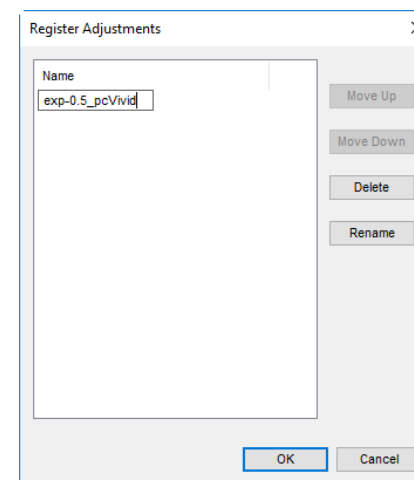 Register Adjustments
Name
exp-0.5_pcVivid
Move Up
Move Down
Delete
Rename
OK
Cancel